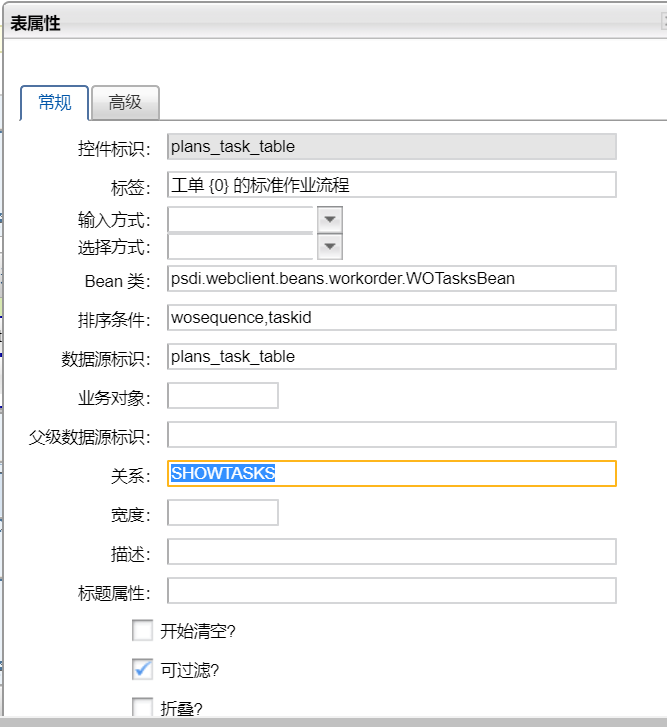 表属性
常规 高级
控件标识: plans_task_table
标签: 工单 {0} 的标准作业流程
输入方式:
选择方式:
Bean 类: psdi.webclient.beans.workorder.WOTasksBean
排序条件: wosequence,taskid
数据源标识: plans_task_table
业务对象:
父级数据源标识:
关系: SHOWTASKS
宽度:
描述:
标题属性:
开始清空?
可过滤?
折叠?